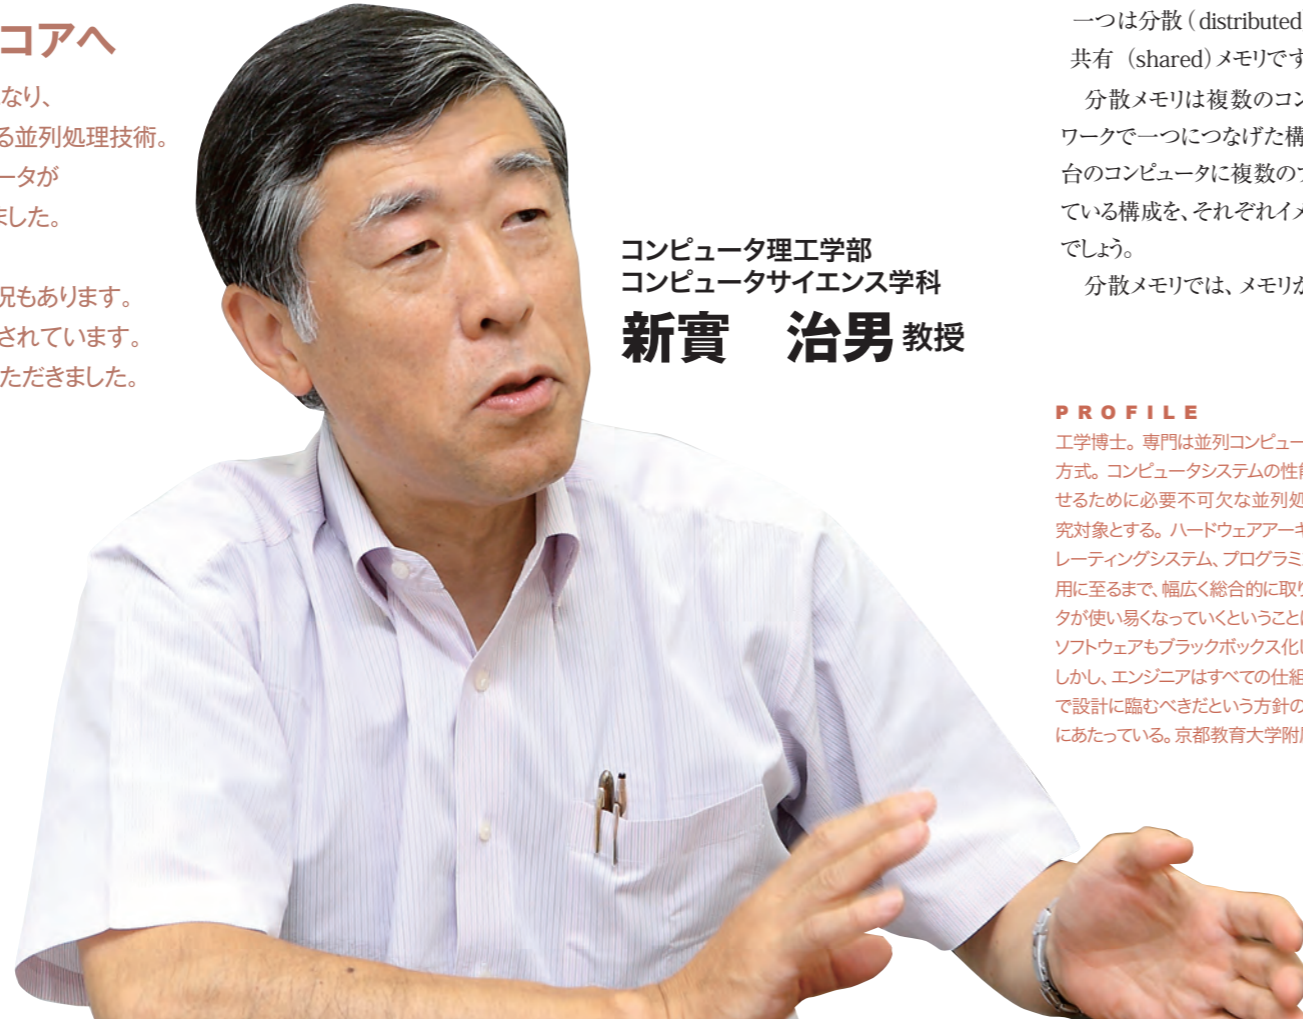 コアへ
なり、
る並列処理技術。
ータが
ました。
況もあります。
されています。
ただきました。
コンピュータ理工学部
コンピュータサイエンス学科
新實　治男 教授
一つは分散（distributed
共有（shared）メモリです
分散メモリは複数のコン
ワークで一つにつなげた構
台のコンピュータに複数の
ている構成を、それぞれイメ
でしょう。
分散メモリでは、メモリが
PROFILE
工学博士。専門は並列コンピュー
方式。コンピュータシステムの性能
せるために必要不可欠な並列処
究対象とする。ハードウェアアーキ
レーティングシステム、プログラミ
用に至るまで、幅広く総合的に取り
タが使い易くなっていくということは
ソフトウェアもブラックボックス化し
しかし、エンジニアはすべての仕組
で設計に臨むべきだという方針の
にあたっている。京都教育大学附属